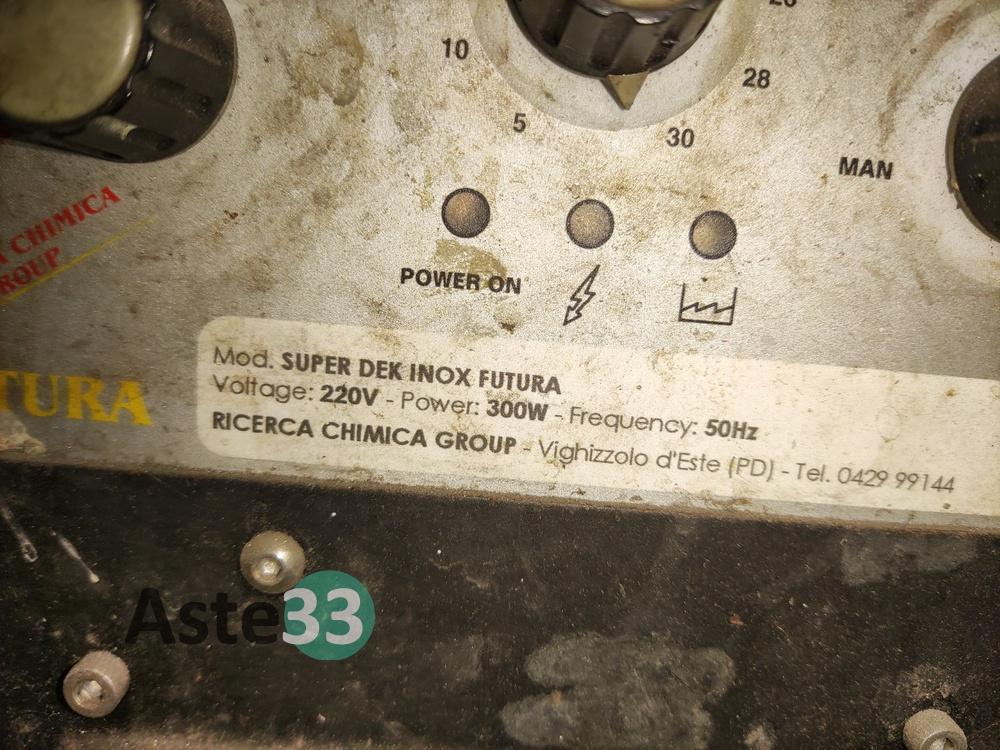 10
28
5
30
MAN
CHIMICA
POWER ON
Mod. SUPER DEK INOX FUTURA
Voltage: 220V - Power: 300W - Frequency: 50Hz
RICERCA CHIMICA GROUP - Vighizzolo d'Este (PD) - Tel. 0429 99144
TURA
Aste33